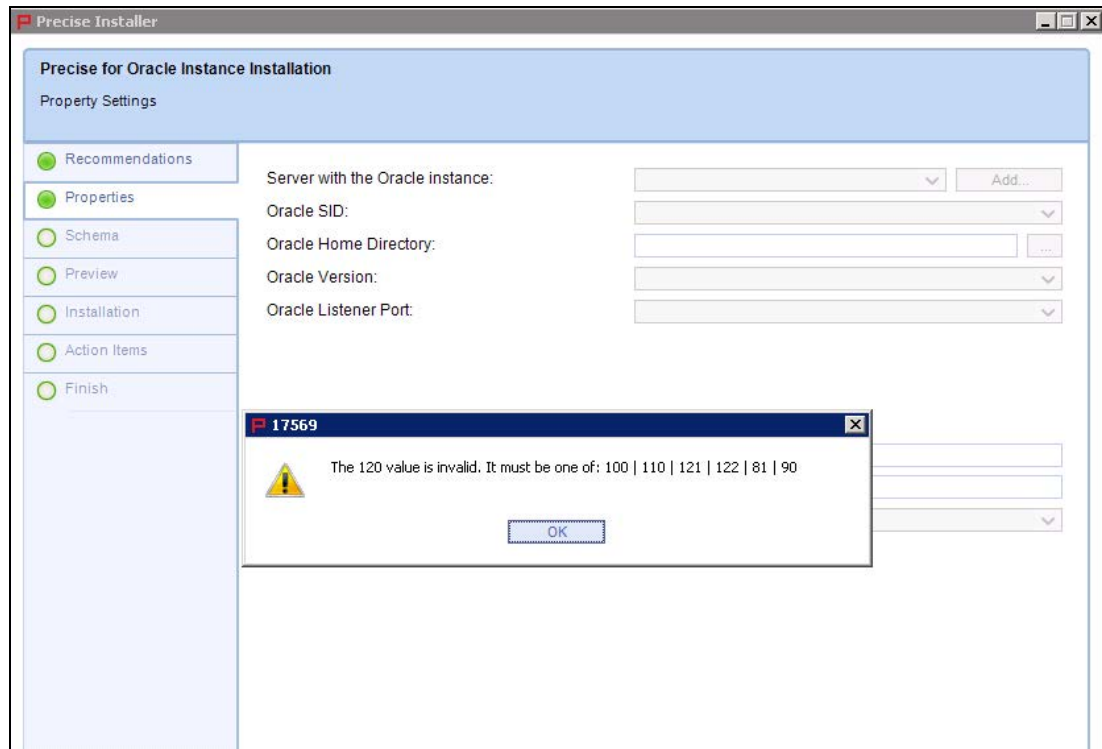 Precise Installer
Precise for Oracle Instance Installation
Property Settings
Recommendations
Properties
Schema
Preview
Installation
Action Items
Finish
Server with the Oracle instance:
Add...
Oracle SID:
Oracle Home Directory:
...
Oracle Version:
Oracle Listener Port:
17569
The 120 value is invalid. It must be one of: 100 | 110 | 121 | 122 | 81 | 90
OK